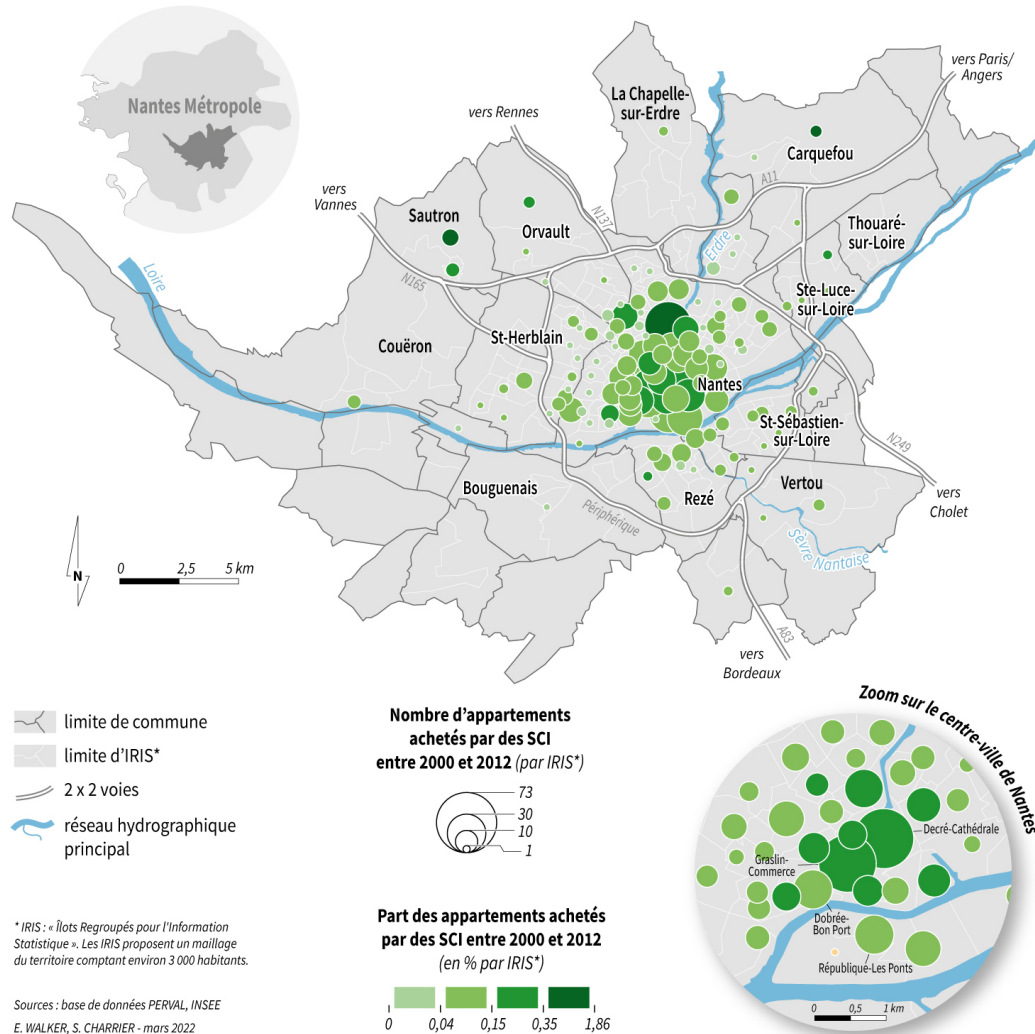 Nantes Métropole
vers Paris/
Angers
La Chapelle-
sur-Erdre
vers Rennes
Carquefou
A11
vers
Vannes
Sautron
Orvault
N137
Erdre
Thouaré-
sur-Loire
Loire
N165
Ste-Luce-
sur-Loire
St-Herblain
Couëron
Nantes
St-Sébastien-
sur-Loire
N249
Bouguenais
Rezé
Vertou
vers
Cholet
Périphérique
Sèvre Nantaise
N
0 2,5 5 km
A83
vers
Bordeaux
limite de commune
limite d'IRIS*
2 x 2 voies
réseau hydrographique
principal
Nombre d'appartements
achetés par des SCI
entre 2000 et 2012 (par IRIS*)
73
30
10
1
Zoom sur le centre-ville de Nantes
Decré-Cathédrale
Graslin-
Commerce
Dobrée-
Bon Port
République-Les Ponts
0 0,5 1 km
* IRIS : « Îlots Regroupés pour l'Information
Statistique ». Les IRIS proposent un maillage
du territoire comptant environ 3 000 habitants.
Part des appartements achetés
par des SCI entre 2000 et 2012
(en % par IRIS*)
0 0,04 0,15 0,35 1,86
Sources : base de données PERVAL, INSEE
E. WALKER, S. CHARRIER - mars 2022